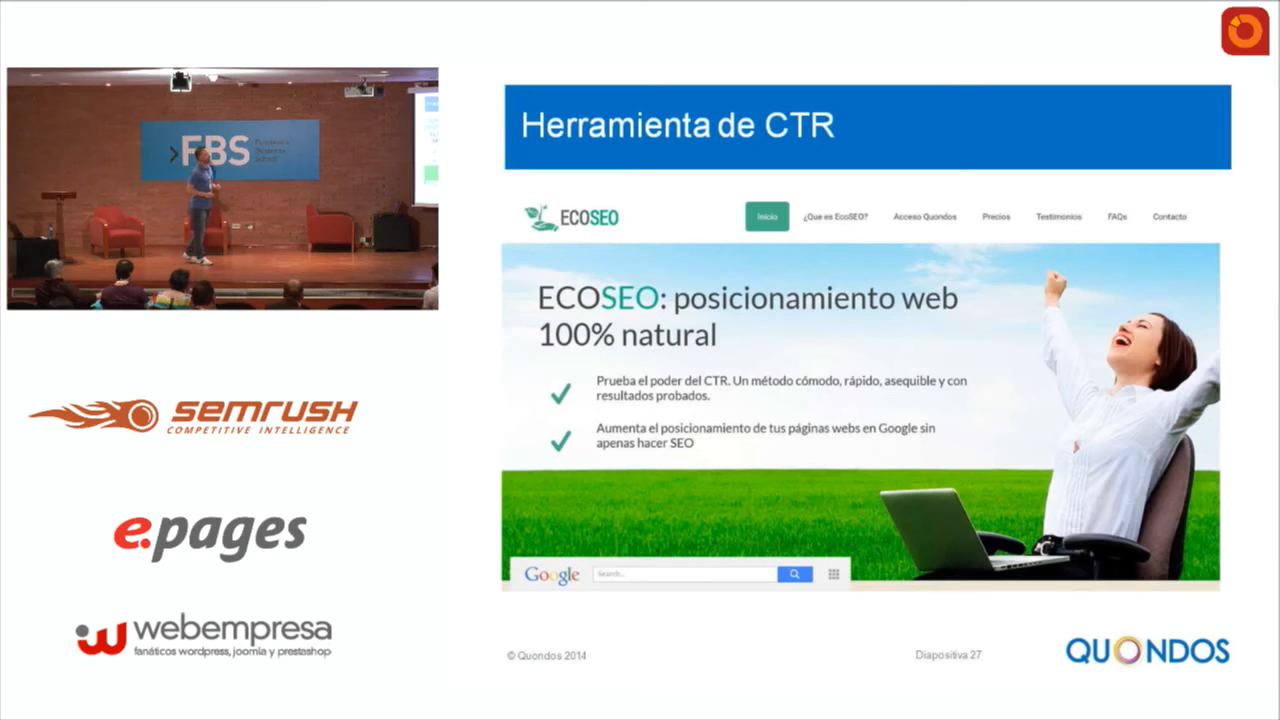 FBS
SEMRUSH
COMPETITIVE INTELLIGENCE
e.pages
webempresa
fanáticos wordpress, joomla y prestashop
Herramienta de CTR
ECOSEO
Inicio
¿Que es EcoSEO?
Acceso Quondos
Precios
Testimonios
FAQs
Contacto
ECOSEO: posicionamiento web
100% natural
Prueba el poder del CTR. Un método cómodo, rápido, asequible y con
resultados probados.
Aumenta el posicionamiento de tus páginas webs en Google sin
apenas hacer SEO
Google
Search...
© Quondos 2014
Diapositiva 27
QUONDOS